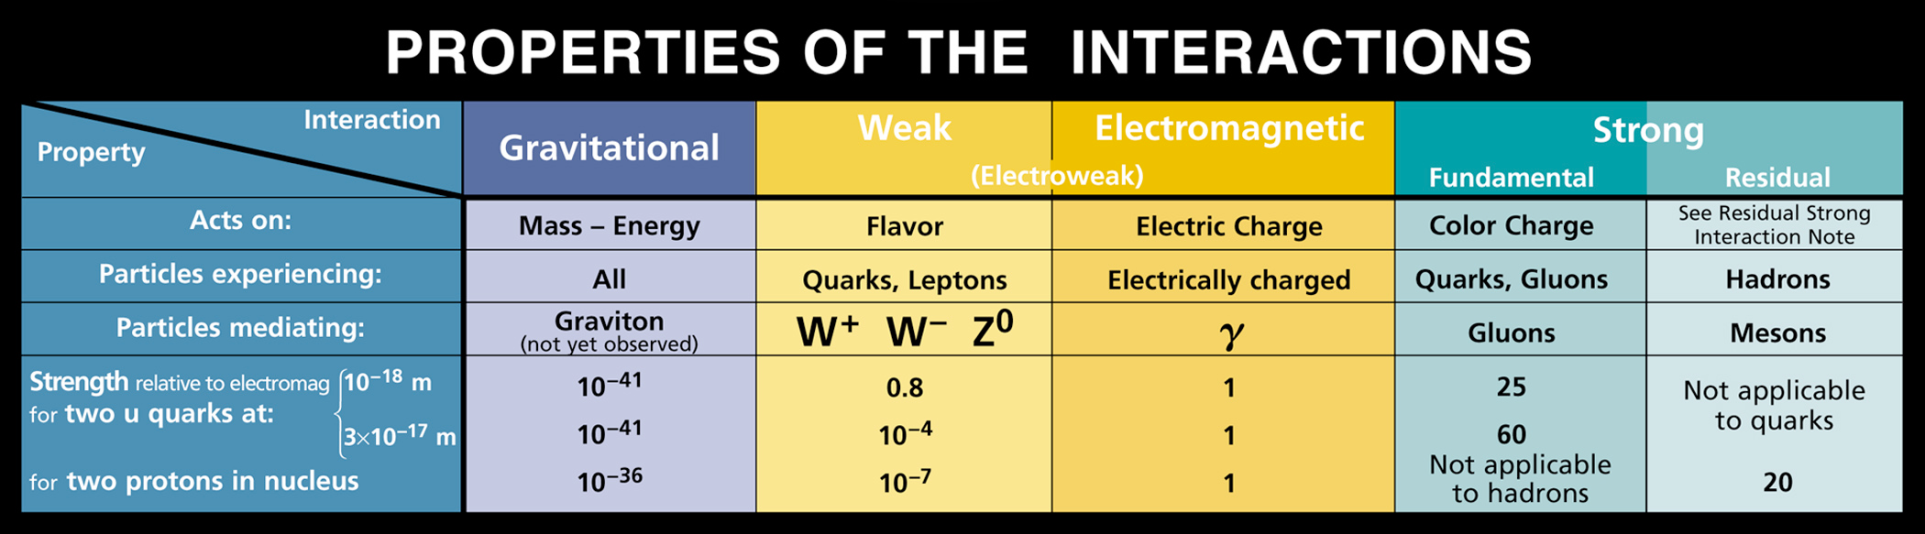 PROPERTIES OF THE INTERACTIONS
Interaction
Property
Gravitational
Weak
Electromagnetic
(Electroweak)
Strong
Fundamental
Residual
Acts on:
Mass – Energy
Flavor
Electric Charge
Color Charge
See Residual Strong
Interaction Note
Particles experiencing:
All
Quarks, Leptons
Electrically charged
Quarks, Gluons
Hadrons
Particles mediating:
Graviton
(not yet observed)
W⁺ W⁻ Z⁰
γ
Gluons
Mesons
Strength relative to electromag
for two u quarks at:
10⁻¹⁸ m
3×10⁻¹⁷ m
for two protons in nucleus
10⁻⁴¹
10⁻⁴¹
10⁻³⁶
0.8
10⁻⁴
10⁻⁷
1
1
1
25
60
Not applicable
to hadrons
Not applicable
to quarks
20